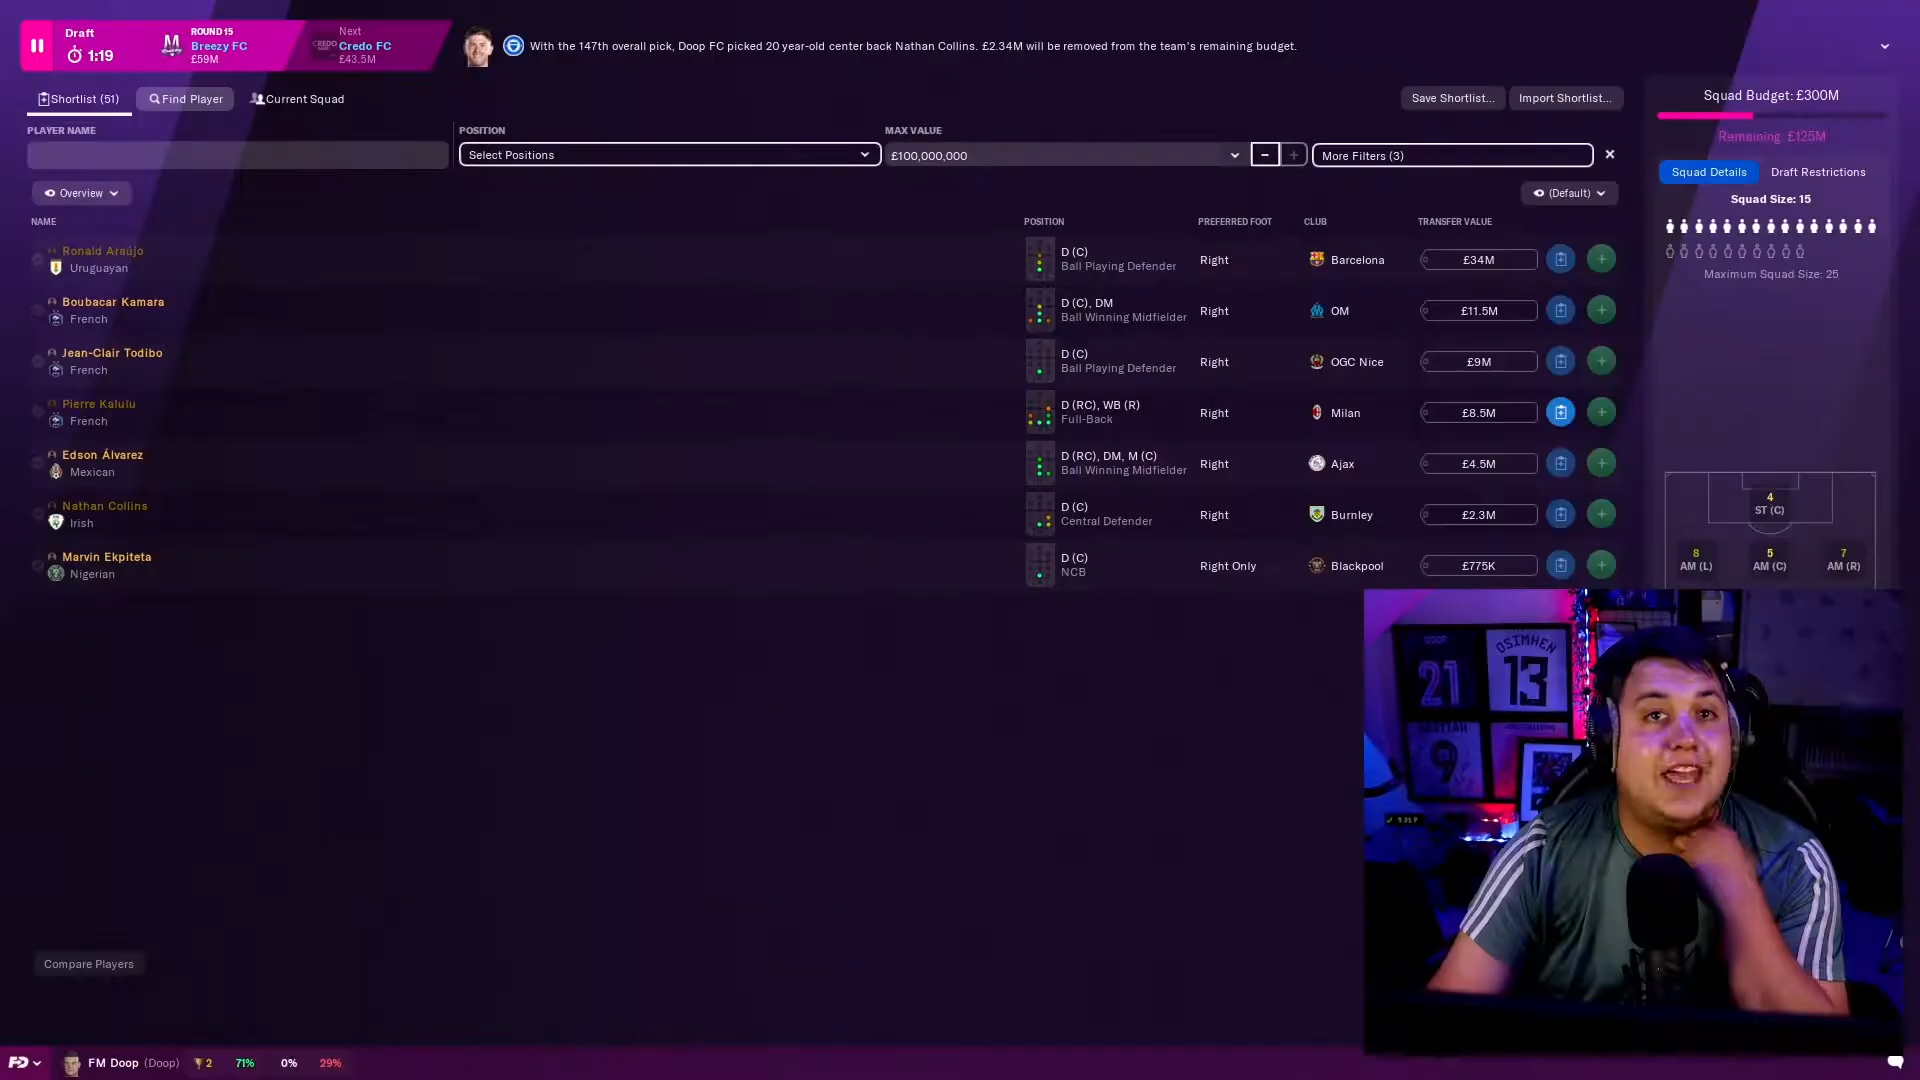 Draft
1:19
ROUND 15
Breezy FC
£59M
Next
CREDO
Credo FC
£43.5M
With the 147th overall pick, Doop FC picked 20 year-old center back Nathan Collins. £2.34M will be removed from the team's remaining budget.
Shortlist (51) Find Player Current Squad
Save Shortlist... Import Shortlist...
PLAYER NAME POSITION MAX VALUE
Select Positions £100,000,000 More Filters (3)
Overview (Default)
NAME POSITION PREFERRED FOOT CLUB TRANSFER VALUE
Ronald Araújo
Uruguayan
D (C)
Ball Playing Defender
Right Barcelona £34M
Boubacar Kamara
French
D (C), DM
Ball Winning Midfielder
Right OM £11.5M
Jean-Clair Todibo
French
D (C)
Ball Playing Defender
Right OGC Nice £9M
Pierre Kalulu
French
D (RC), WB (R)
Full-Back
Right Milan £8.5M
Edson Álvarez
Mexican
D (RC), DM, M (C)
Ball Winning Midfielder
Right Ajax £4.5M
Nathan Collins
Irish
D (C)
Central Defender
Right Burnley £2.3M
Marvin Ekpiteta
Nigerian
D (C)
NCB
Right Only Blackpool £775K
Squad Budget: £300M
Remaining: £125M
Squad Details Draft Restrictions
Squad Size: 15
Maximum Squad Size: 25
4
ST (C)
8
AM (L)
5
AM (C)
7
AM (R)
DOOP
21
OSIMHEN
13
9
Compare Players
FD
FM Doop (Doop) 2 71% 0% 29%